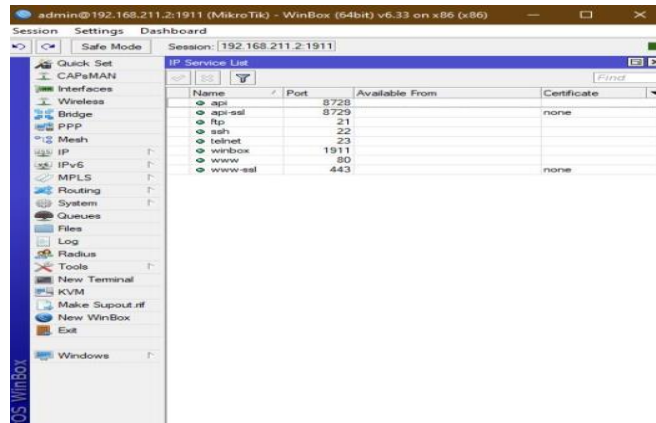 admin@192.168.211.2:1911 (MikroTik) - WinBox (64bit) v6.33 on x86 (x86)
Session Settings Dashboard
Safe Mode Session: 192.168.211.2:1911
Quick Set
CAPsMAN
Interfaces
Wireless
Bridge
PPP
Mesh
IP
IPv6
MPLS
Routing
System
Queues
Files
Log
Radius
Tools
New Terminal
KVM
Make Supout.rif
New WinBox
Exit
Windows
OS WinBox
IP Service List
Find
Name Port Available From Certificate
api 8728
api-ssl 8729 none
ftp 21
ssh 22
telnet 23
winbox 1911
www 80
www-ssl 443 none